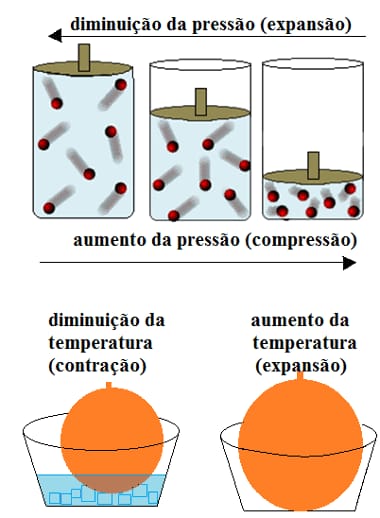 diminuição da pressão (expansão)
aumento da pressão (compressão)
diminuição da
temperatura
(contração)
aumento da
temperatura
(expansão)